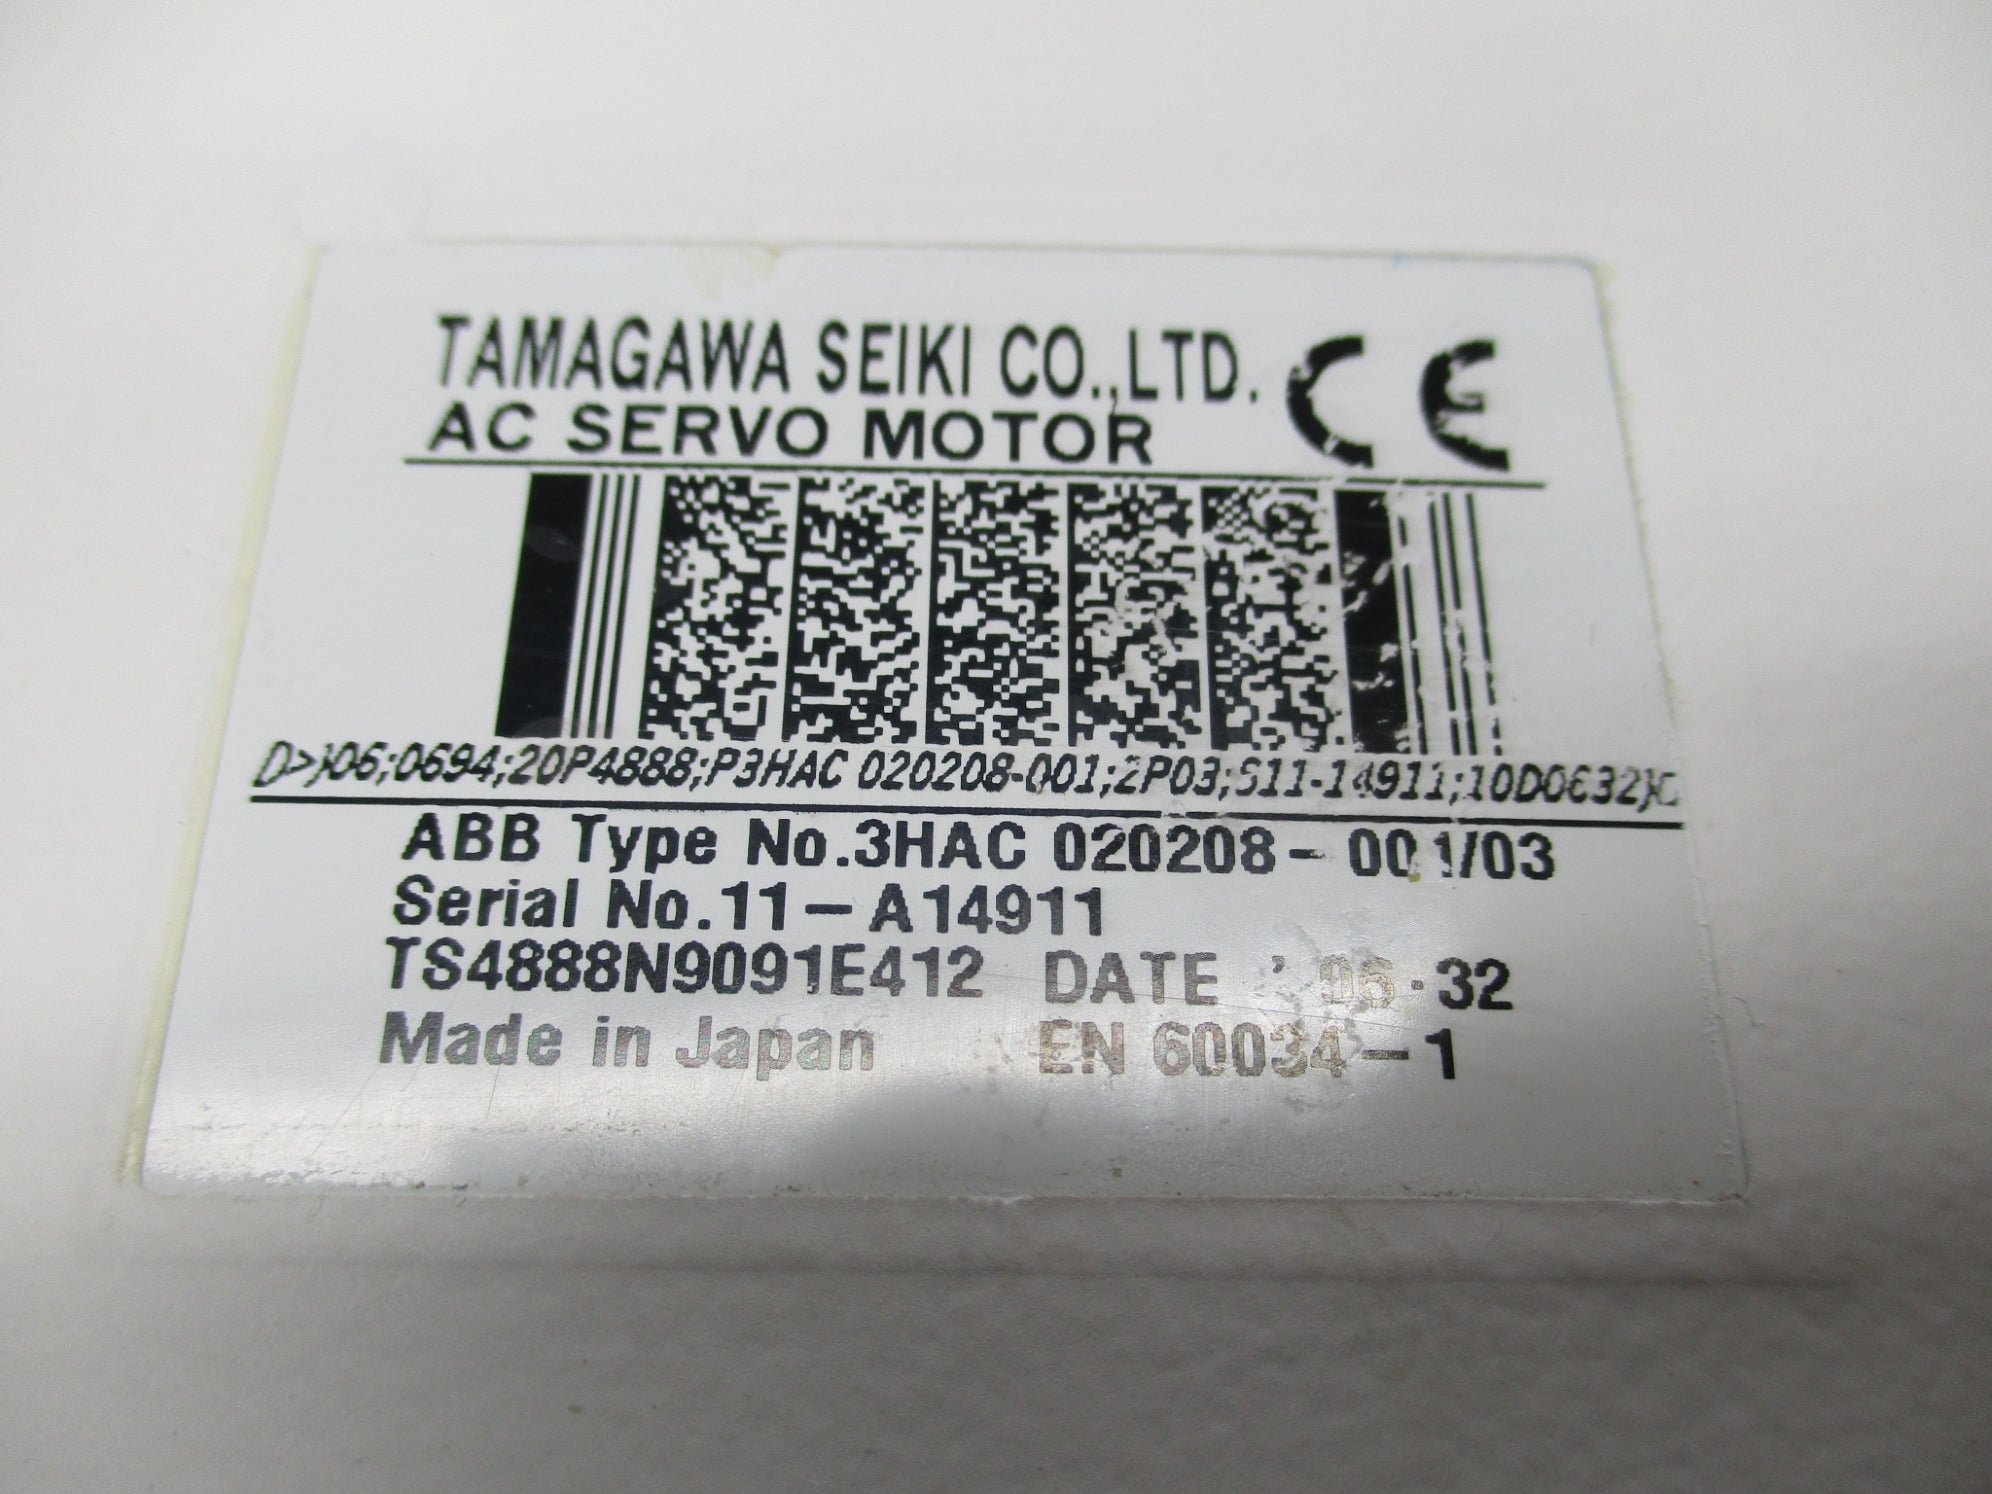 TAMAGAWA SEIKI CO.,LTD. CE
AC SERVO MOTOR
D>}06;0694;20P4888;P3HAC 020208-001;2P03;S11-14911;10D0632}D
ABB Type No.3HAC 020208-001/03
Serial No.11-A14911
TS4888N9091E412 DATE '06.32
Made in Japan EN 60034-1